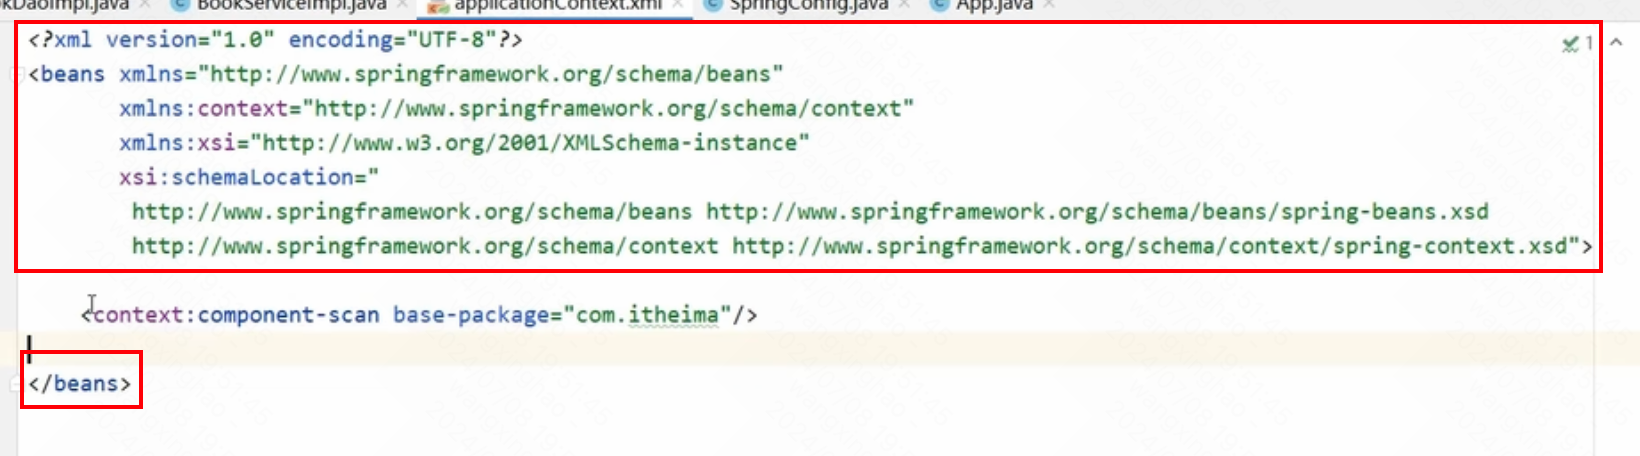 BookServiceImpl.java
applicationContext.xml
SpringConfig.java
App.java
<?xml version="1.0" encoding="UTF-8"?>
1
<beans xmlns="http://www.springframework.org/schema/beans"
xmlns:context="http://www.springframework.org/schema/context"
xmlns:xsi="http://www.w3.org/2001/XMLSchema-instance"
xsi:schemaLocation="
http://www.springframework.org/schema/beans http://www.springframework.org/schema/beans/spring-beans.xsd
http://www.springframework.org/schema/context http://www.springframework.org/schema/context/spring-context.xsd">
<context:component-scan base-package="com.itheima"/>
</beans>